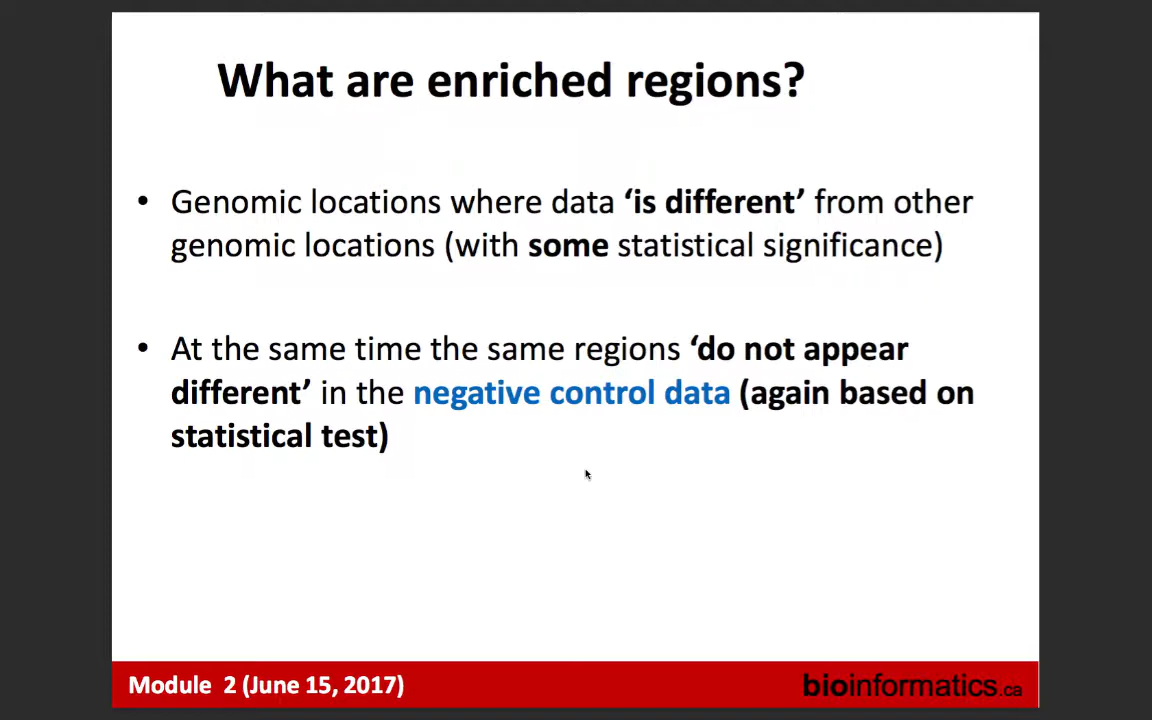 What are enriched regions?
• Genomic locations where data ‘is different’ from other
genomic locations (with some statistical significance)
• At the same time the same regions ‘do not appear
different’ in the negative control data (again based on
statistical test)
Module 2 (June 15, 2017)
bioinformatics.ca